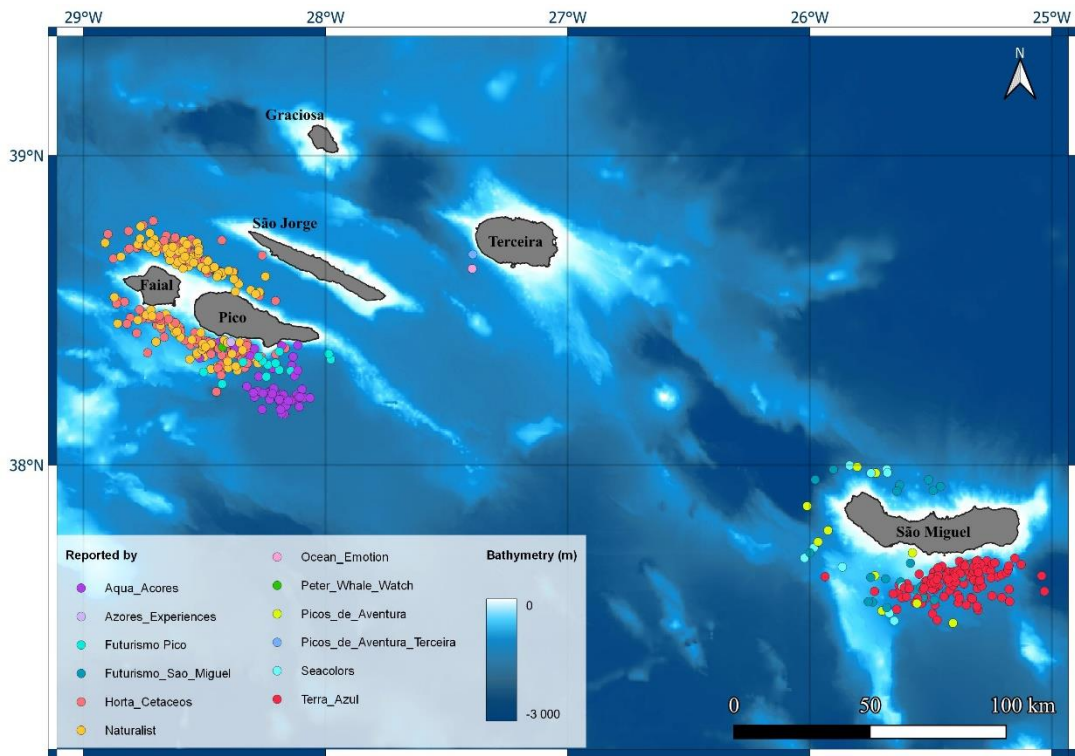 29°W 28°W 27°W 26°W 25°W
N
Graciosa
39°N
São Jorge
Terceira
Faial
Pico
38°N
São Miguel
Reported by
Aqua_Acores
Azores_Experiences
Futurismo Pico
Futurismo_Sao_Miguel
Horta_Cetaceos
Naturalist
Ocean_Emotion
Peter_Whale_Watch
Picos_de_Aventura
Picos_de_Aventura_Terceira
Seacolors
Terra_Azul
Bathymetry (m)
0
-3 000
0 50 100 km